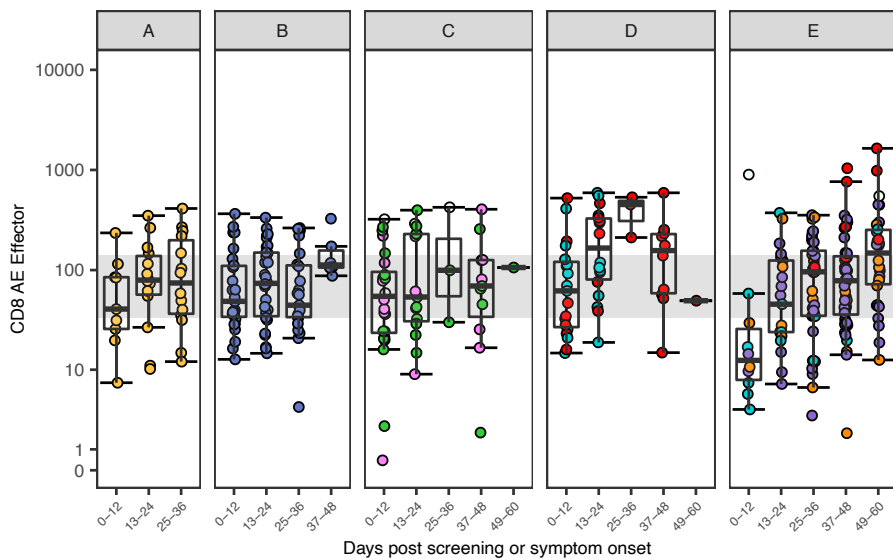 A B C D E
CD8 AE Effector
10000
1000
100
10
1
0
0-12 13-24 25-36 0-12 13-24 25-36 37-48 0-12 13-24 25-36 37-48 49-60 0-12 13-24 25-36 37-48 49-60 0-12 13-24 25-36 37-48 49-60
Days post screening or symptom onset